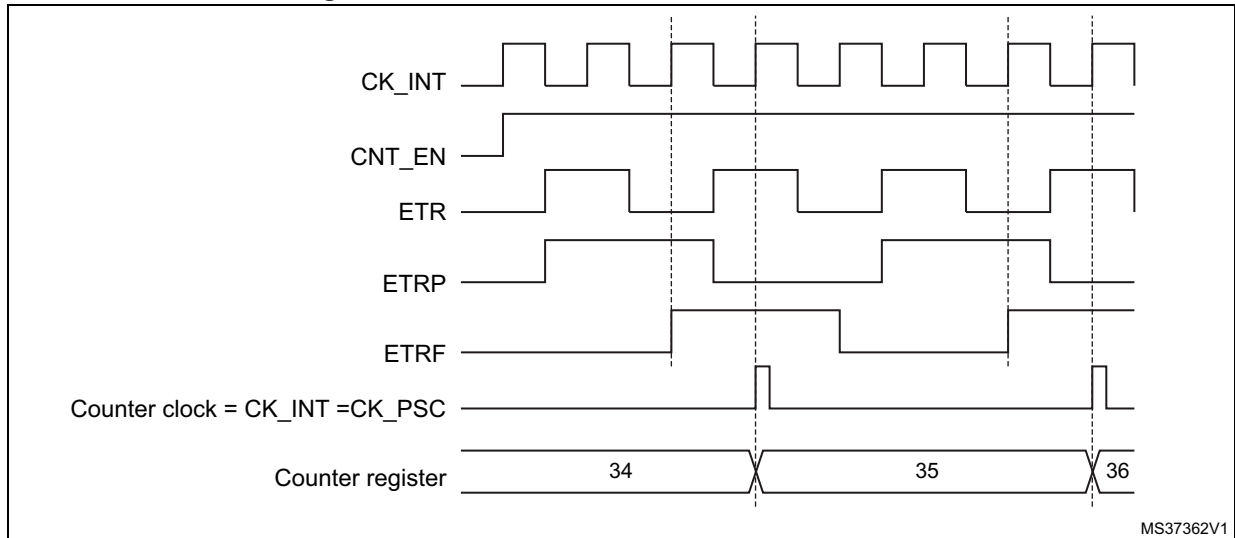 CK_INT
CNT_EN
ETR
ETRP
ETRF
Counter clock = CK_INT =CK_PSC
Counter register 34 35 36
MS37362V1